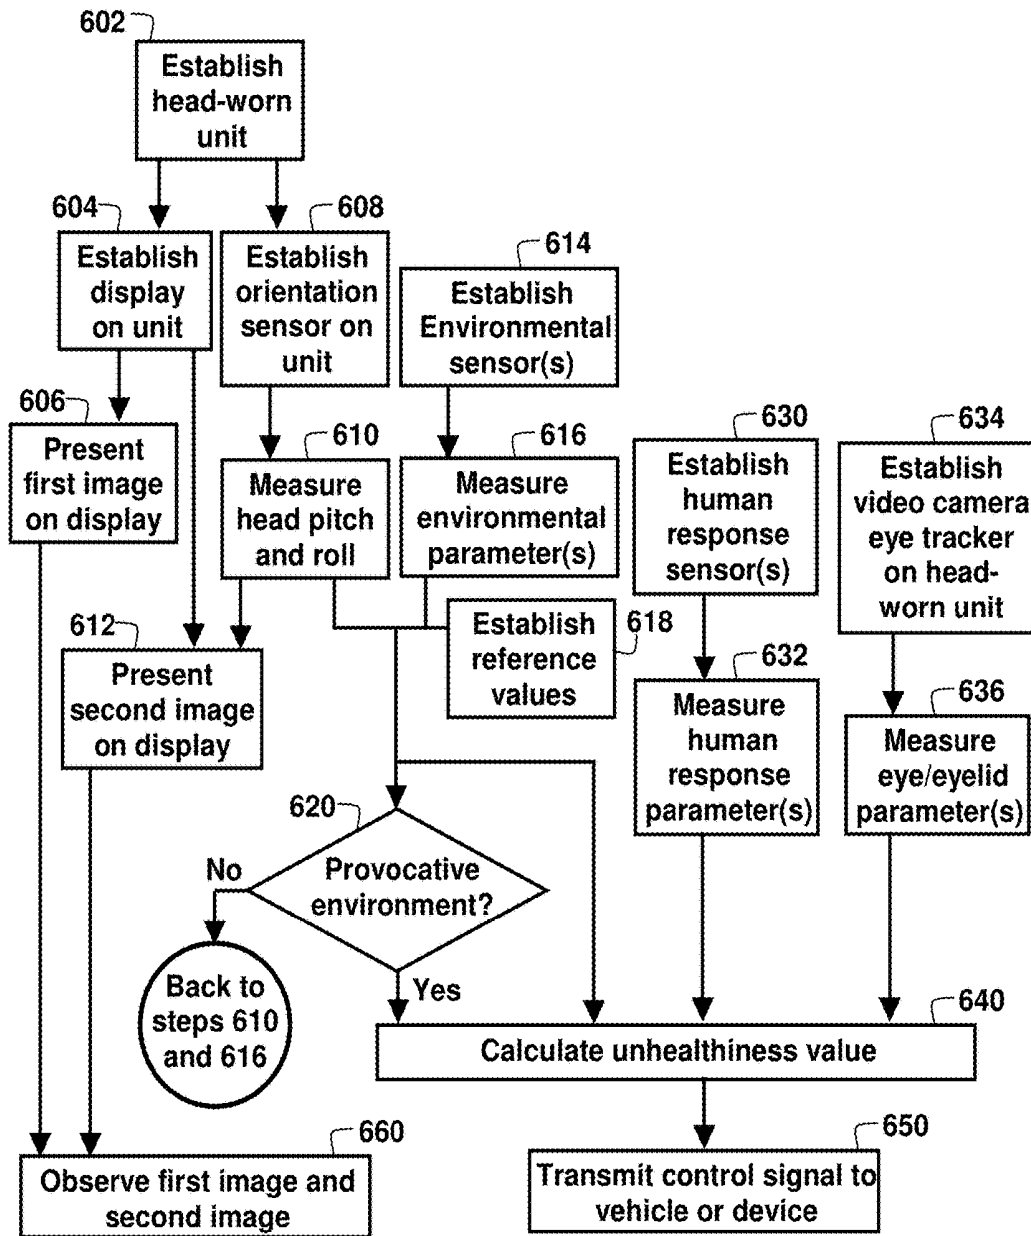 602
Establish
head-worn
unit
604
Establish
display
on unit
608
Establish
orientation
sensor on
unit
614
Establish
Environmental
sensor(s)
606
Present
first image
on display
610
Measure
head pitch
and roll
616
Measure
environmental
parameter(s)
630
Establish
human
response
sensor(s)
634
Establish
video camera
eye tracker
on head-
worn unit
612
Present
second image
on display
Establish
reference
values
618
632
Measure
human
response
parameter(s)
636
Measure
eye/eyelid
parameter(s)
620
Provocative
environment?
No
Yes
Back to
steps 610
and 616
640
Calculate unhealthiness value
660
Observe first image and
second image
650
Transmit control signal to
vehicle or device